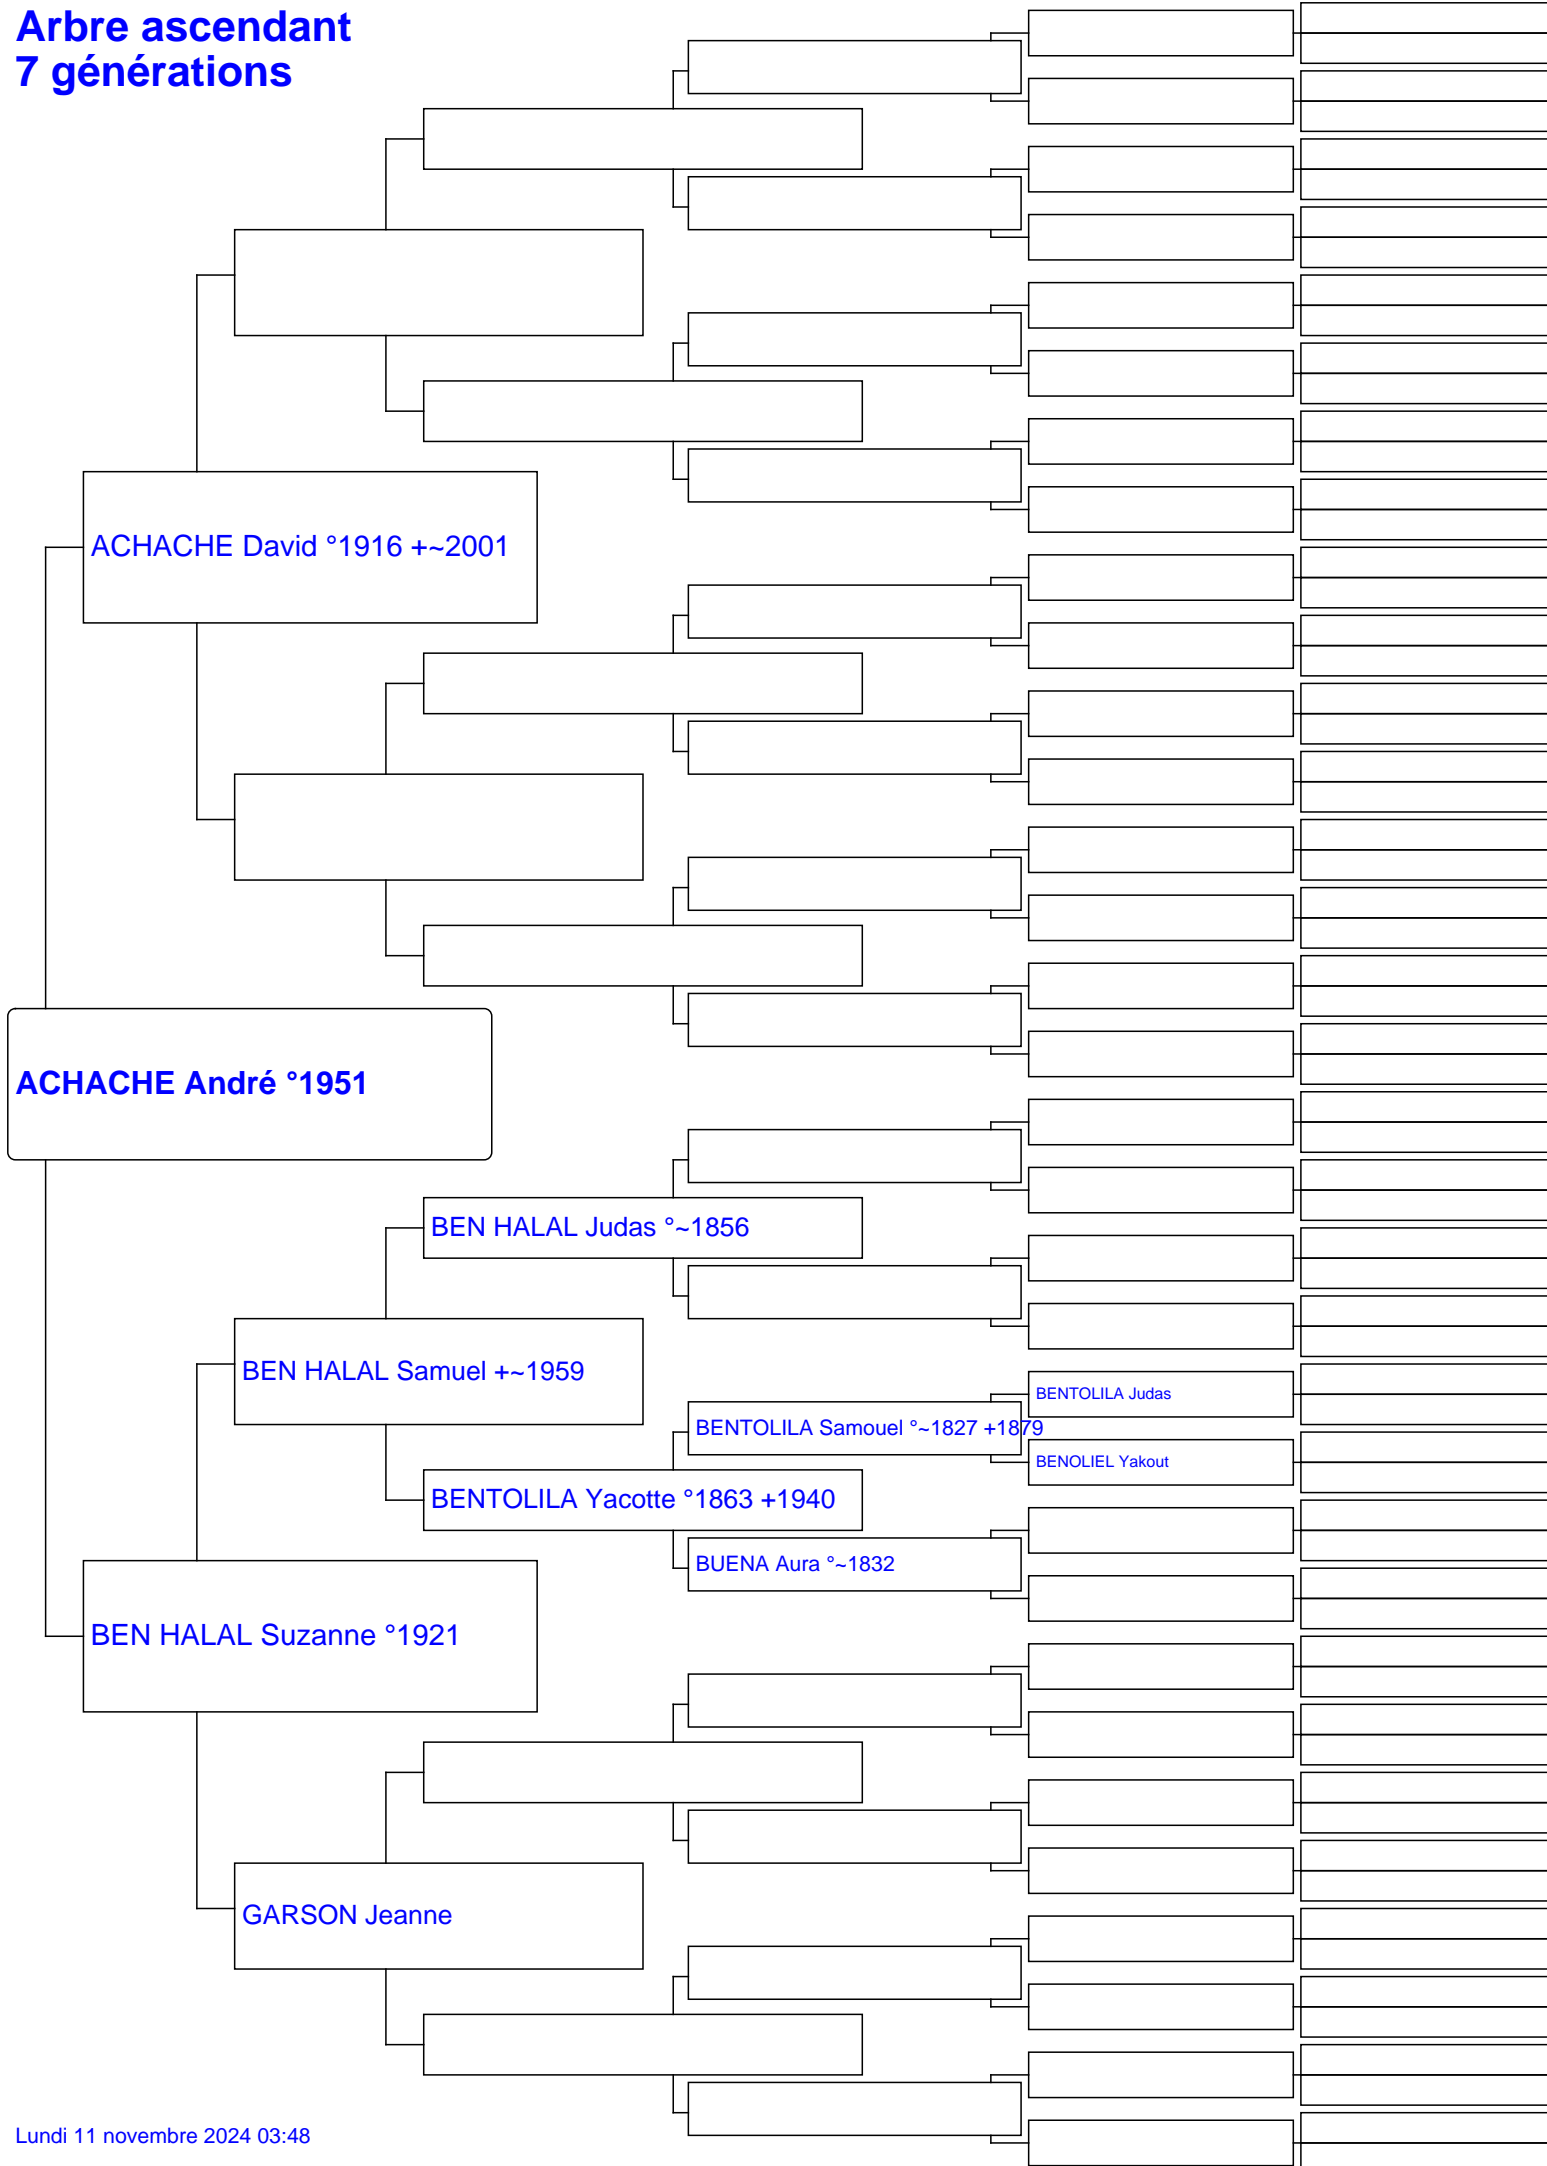 Arbre ascendant
7 générations
ACHACHE David °1916 +~2001
ACHACHE André °1951
BEN HALAL Judas °~1856
BEN HALAL Samuel +~1959
BENTOLILA Judas
BENTOLILA Samouel °~1827 +1879
BENOLIEL Yakout
BENTOLILA Yacotte °1863 +1940
BUENA Aura °~1832
BEN HALAL Suzanne °1921
GARSON Jeanne
Lundi 11 novembre 2024 03:48